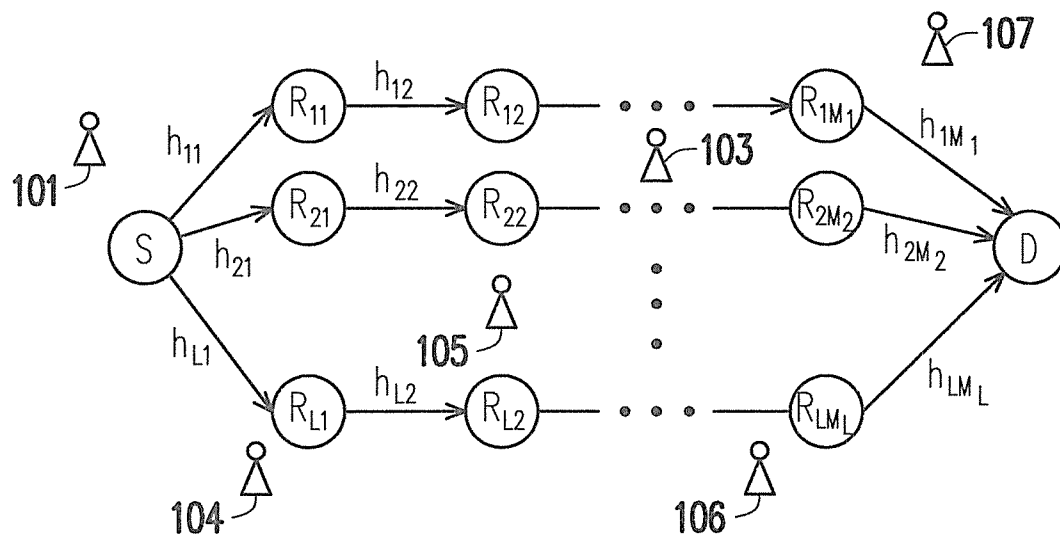 107
h12
R11 R12 R1M1
h11 h1M1
103
101
h22
R21 R22 R2M2
S h21 h2M2 D
105
hL1
hL2 hLML
RL1 RL2 RLML
104 106